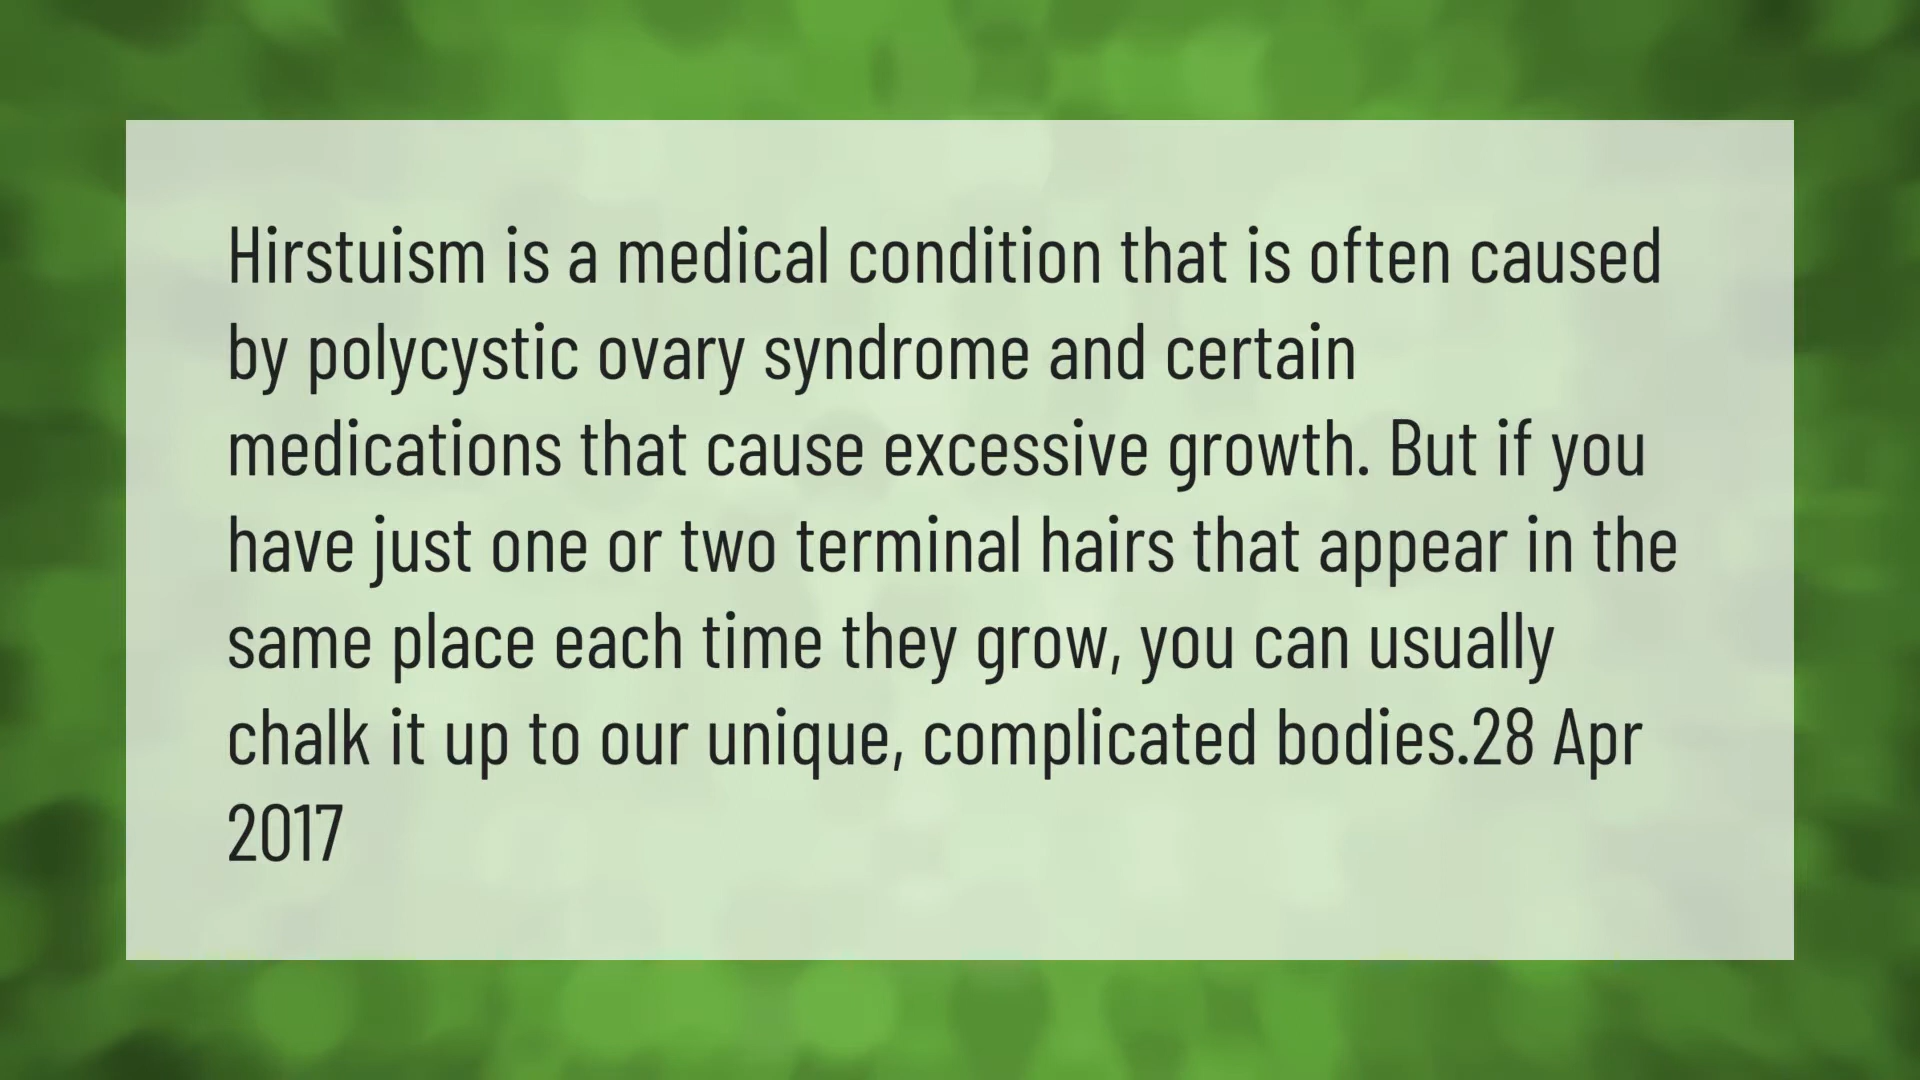 Hirstuism is a medical condition that is often caused
by polycystic ovary syndrome and certain
medications that cause excessive growth. But if you
have just one or two terminal hairs that appear in the
same place each time they grow, you can usually
chalk it up to our unique, complicated bodies.28 Apr
2017